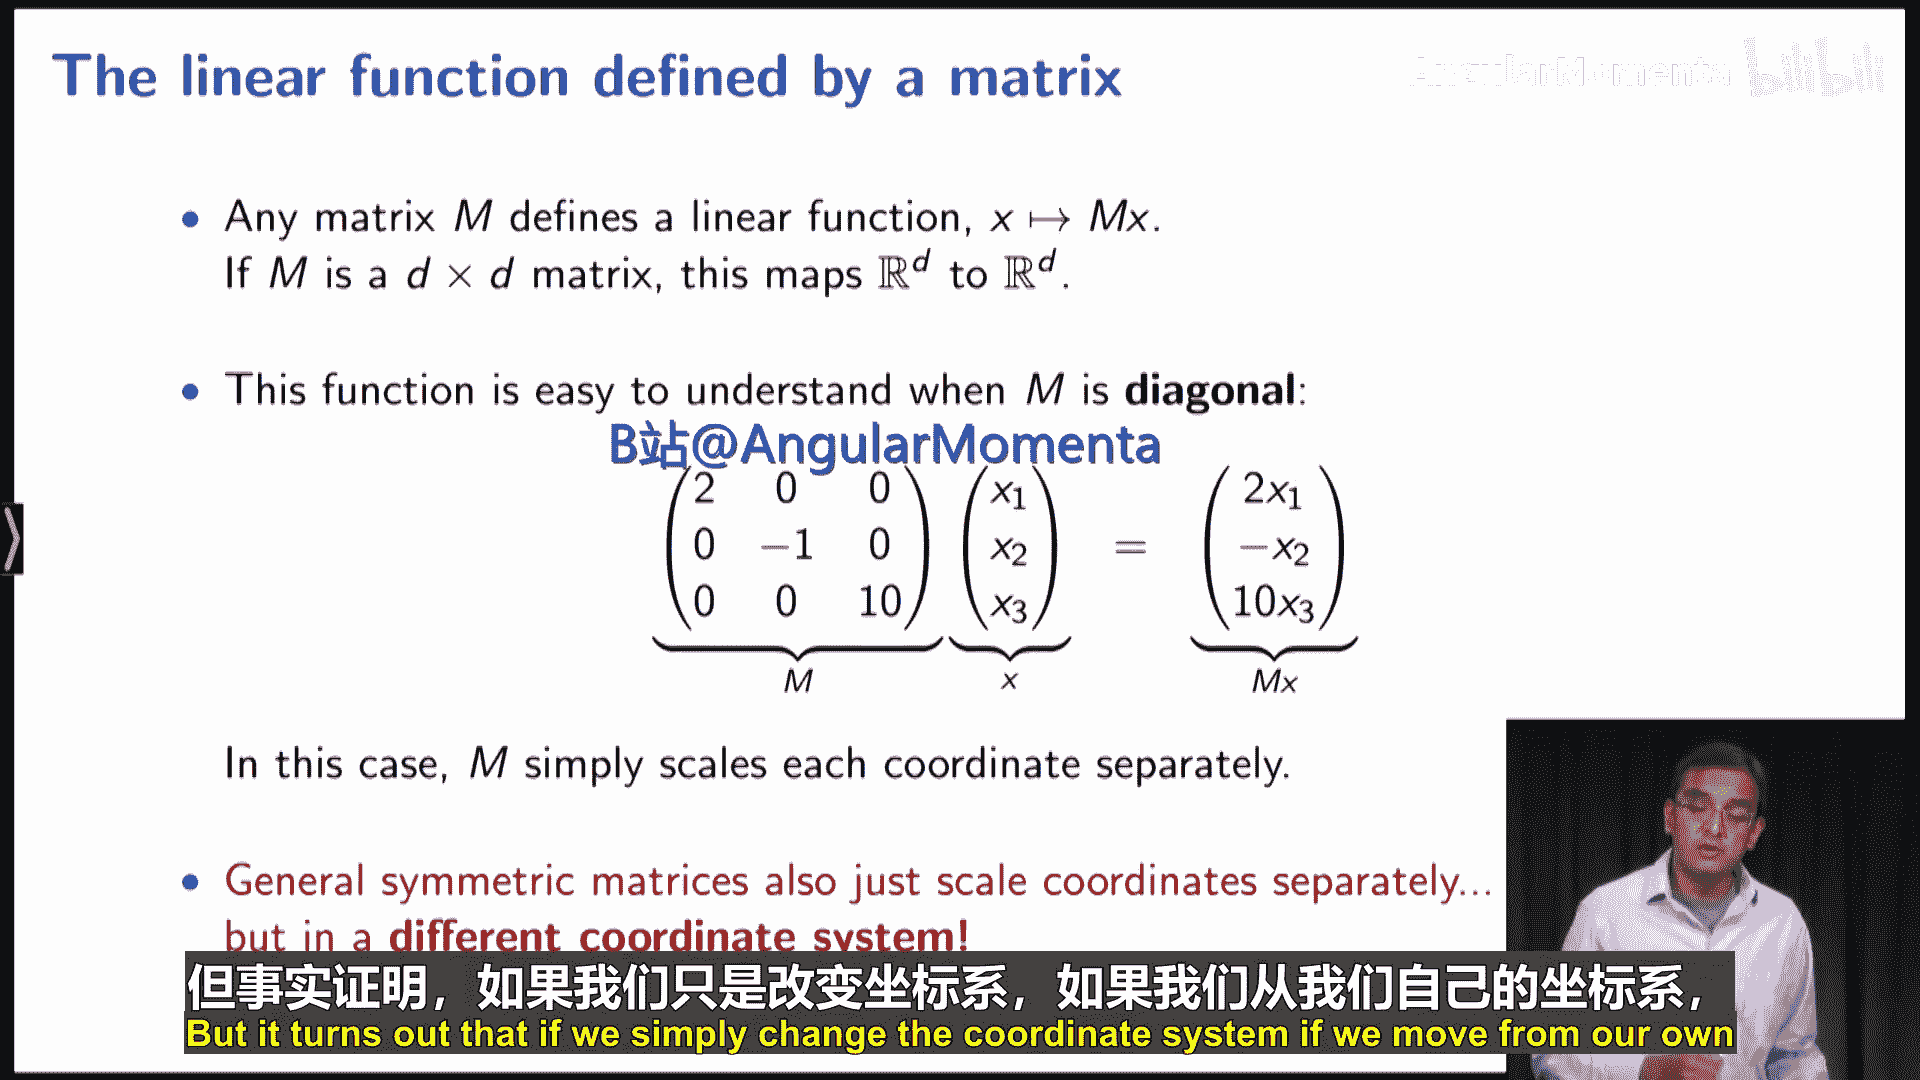 The linear function defined by a matrix
AngularMomenta bilibili
• Any matrix M defines a linear function, x ↦ Mx.
If M is a d × d matrix, this maps ℝᵈ to ℝᵈ.
• This function is easy to understand when M is diagonal:
B站@AngularMomenta
2 0 0 x₁ 2x₁
0 −1 0 x₂ = −x₂
0 0 10 x₃ 10x₃
M x Mx
In this case, M simply scales each coordinate separately.
• General symmetric matrices also just scale coordinates separately...
but in a different coordinate system!
但事实证明，如果我们只是改变坐标系，如果我们从我们自己的坐标系，
But it turns out that if we simply change the coordinate system if we move from our own